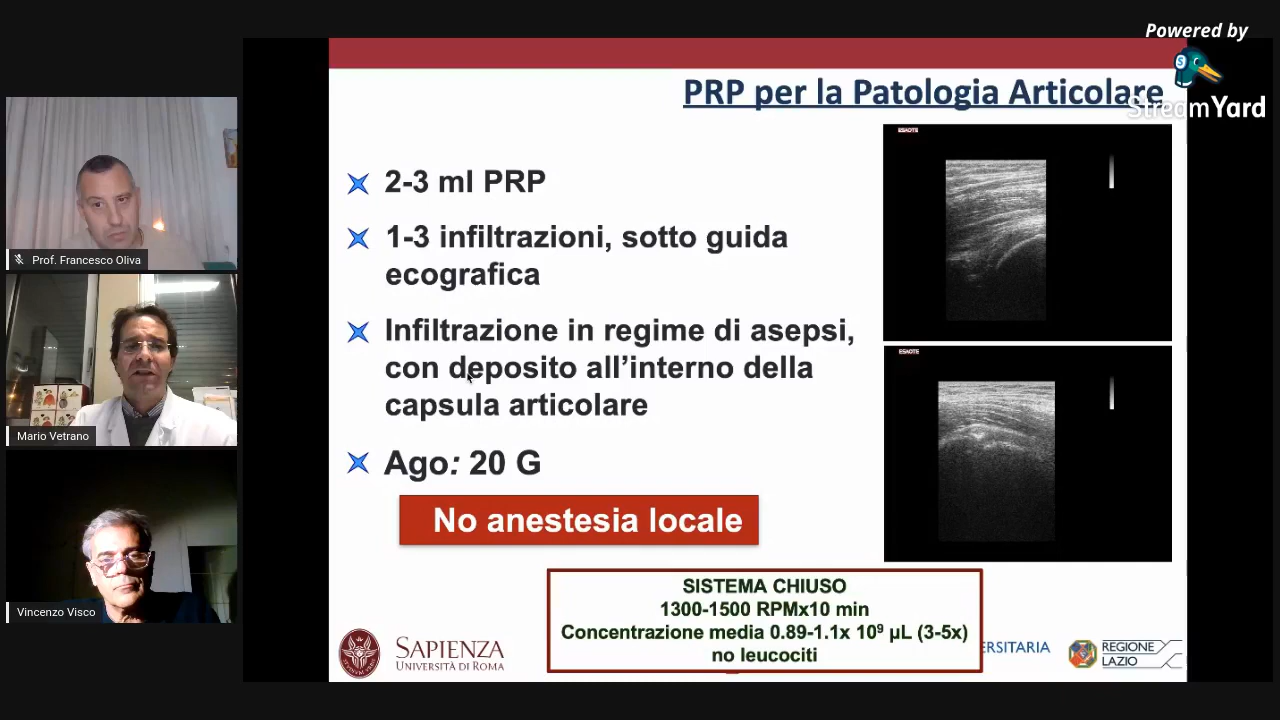 Powered by
StreamYard
PRP per la Patologia Articolare
2-3 ml PRP
1-3 infiltrazioni, sotto guida
ecografica
Infiltrazione in regime di asepsi,
con deposito all’interno della
capsula articolare
Ago: 20 G
No anestesia locale
SISTEMA CHIUSO
1300-1500 RPMx10 min
Concentrazione media 0.89-1.1x 10⁹ µL (3-5x)
no leucociti
SAPIENZA
UNIVERSITÀ DI ROMA
ERSITARIA
REGIONE
LAZIO
ESAOTE
ESAOTE
Prof. Francesco Oliva
Mario Vetrano
Vincenzo Visco